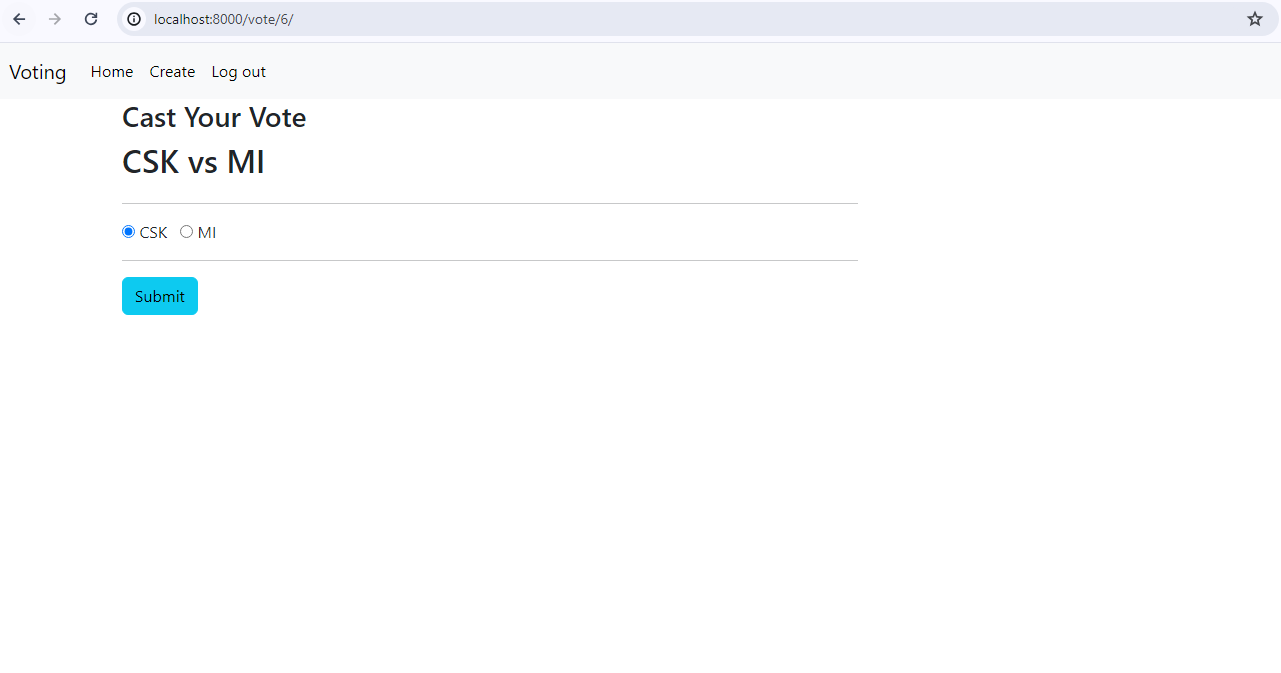 localhost:8000/vote/6/
Voting Home Create Log out
Cast Your Vote
CSK vs MI
CSK MI
Submit